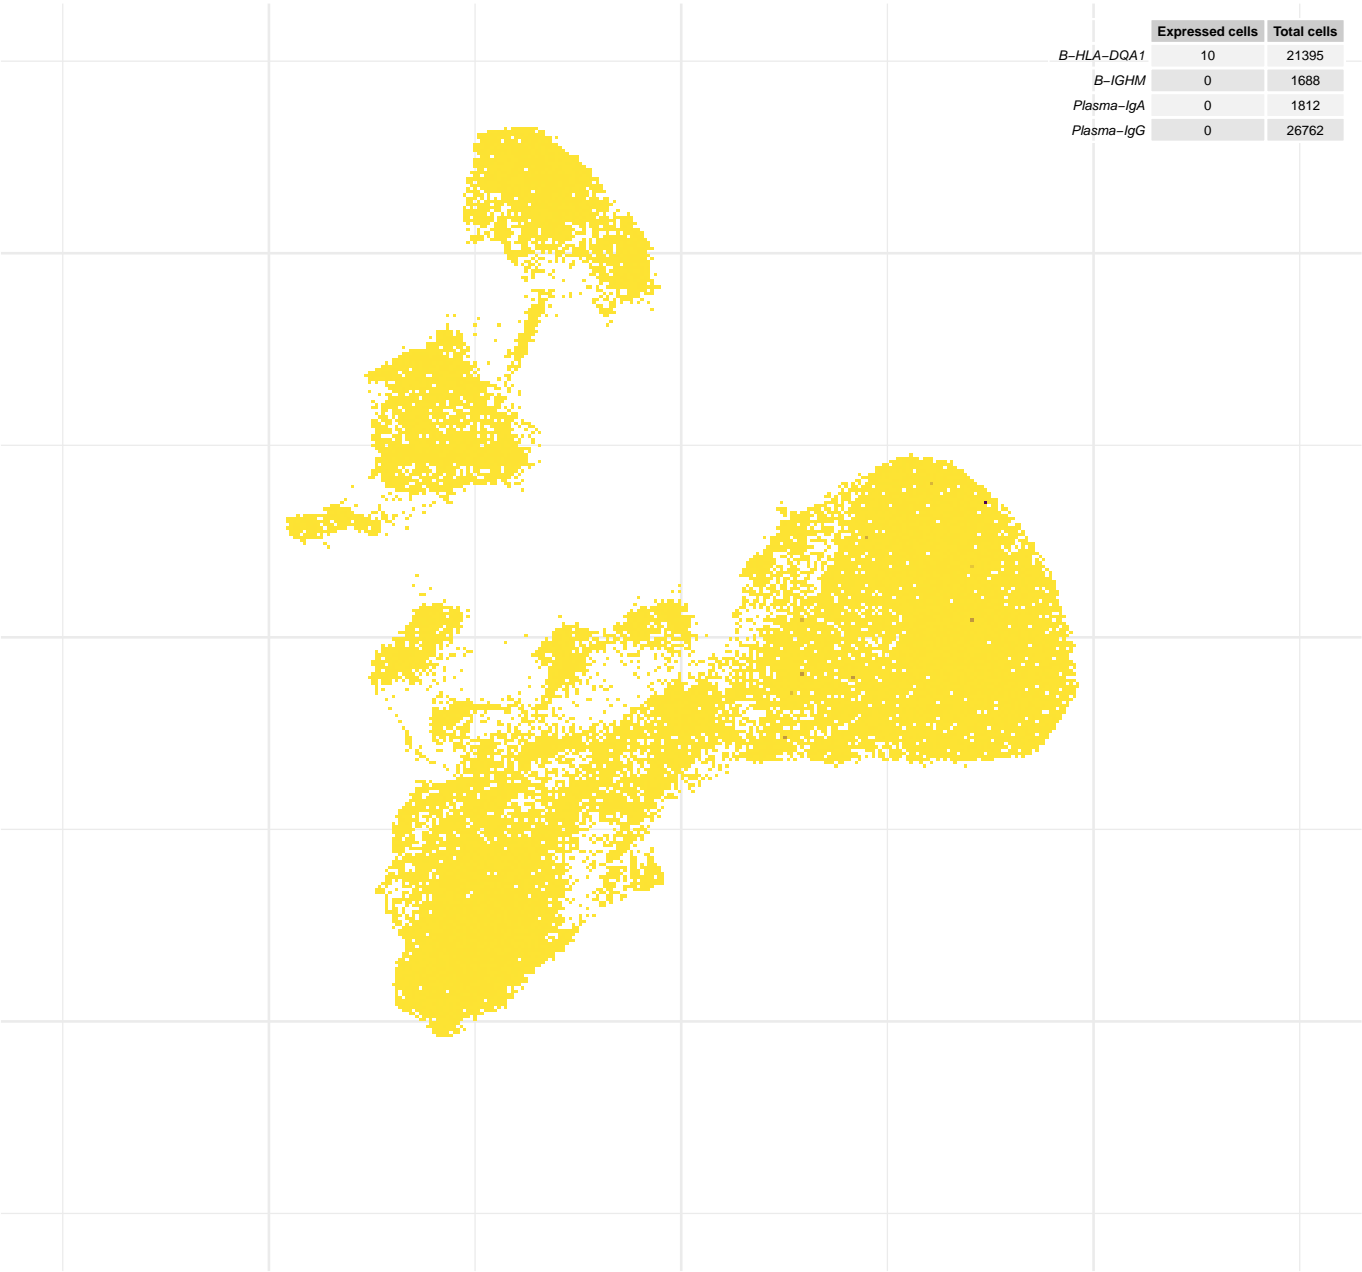 Expressed cells Total cells
B−HLA−DQA1 10 21395
B−IGHM 0 1688
Plasma−IgA 0 1812
Plasma−IgG 0 26762